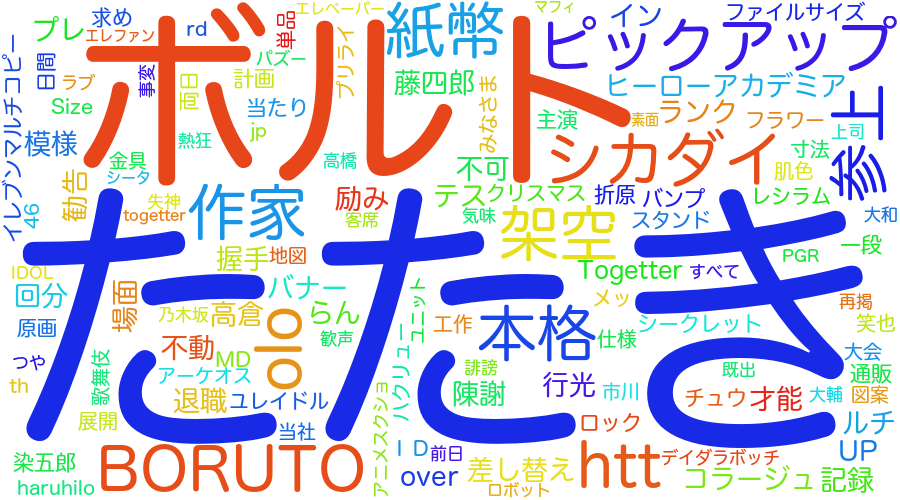 エレペーパー
マフィ
求め
エレファン
rd
単品
紙幣
イン
ファイルサイズ
プレ
ボルト
ピックアップ
イレブンマルチコピー
日間
ラブ
事変
両日
パズー
計画
プリライ
藤四郎
みなさま
ヒーローアカデミア
参上
Size
当たり
jp
主演
ランク
素面
フラワー
上司
模様
熱狂
金具
シータ
高橋
不可
シカダイ
寸法
肌色
勧告
46
失神
togetter
作家
励み
客席
テス
クリスマス
気味
折原
バンプ
レシラム
スタンド
大和
架空
握手
地図
Togetter
すべて
PGR
一段
たたき
IDOL
回分
場面
バナー
メッ
再掲
原画
乃木坂
高倉
らん
ユニット
olo
本格
工作
シークレット
笑也
仕様
つや
歌舞伎
不動
MD
歓声
ハクリュー
誹謗
大会
既出
通販
th
アーケオス
陳謝
行光
市川
チュウ
才能
大輔
図案
展開
退職
ユレイドル
アニメスクショ
当社
ロック
ルチ
染五郎
BORUTO
ＩＤ
前日
htt
デイダラボッチ
UP
haruhilo
over
差し替え
ロボット
コラージュ
記録